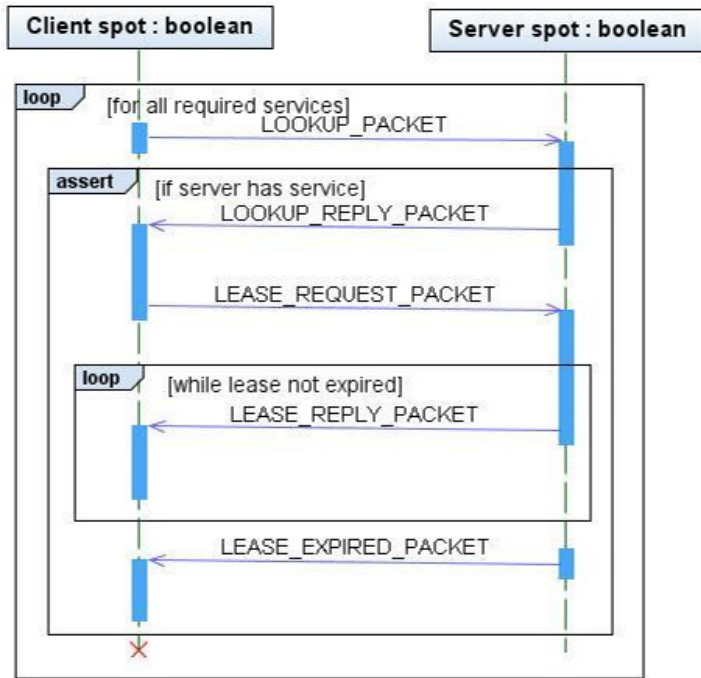 Client spot : boolean
Server spot : boolean
loop
[for all required services]
LOOKUP_PACKET
assert
[if server has service]
LOOKUP_REPLY_PACKET
LEASE_REQUEST_PACKET
loop
[while lease not expired]
LEASE_REPLY_PACKET
LEASE_EXPIRED_PACKET